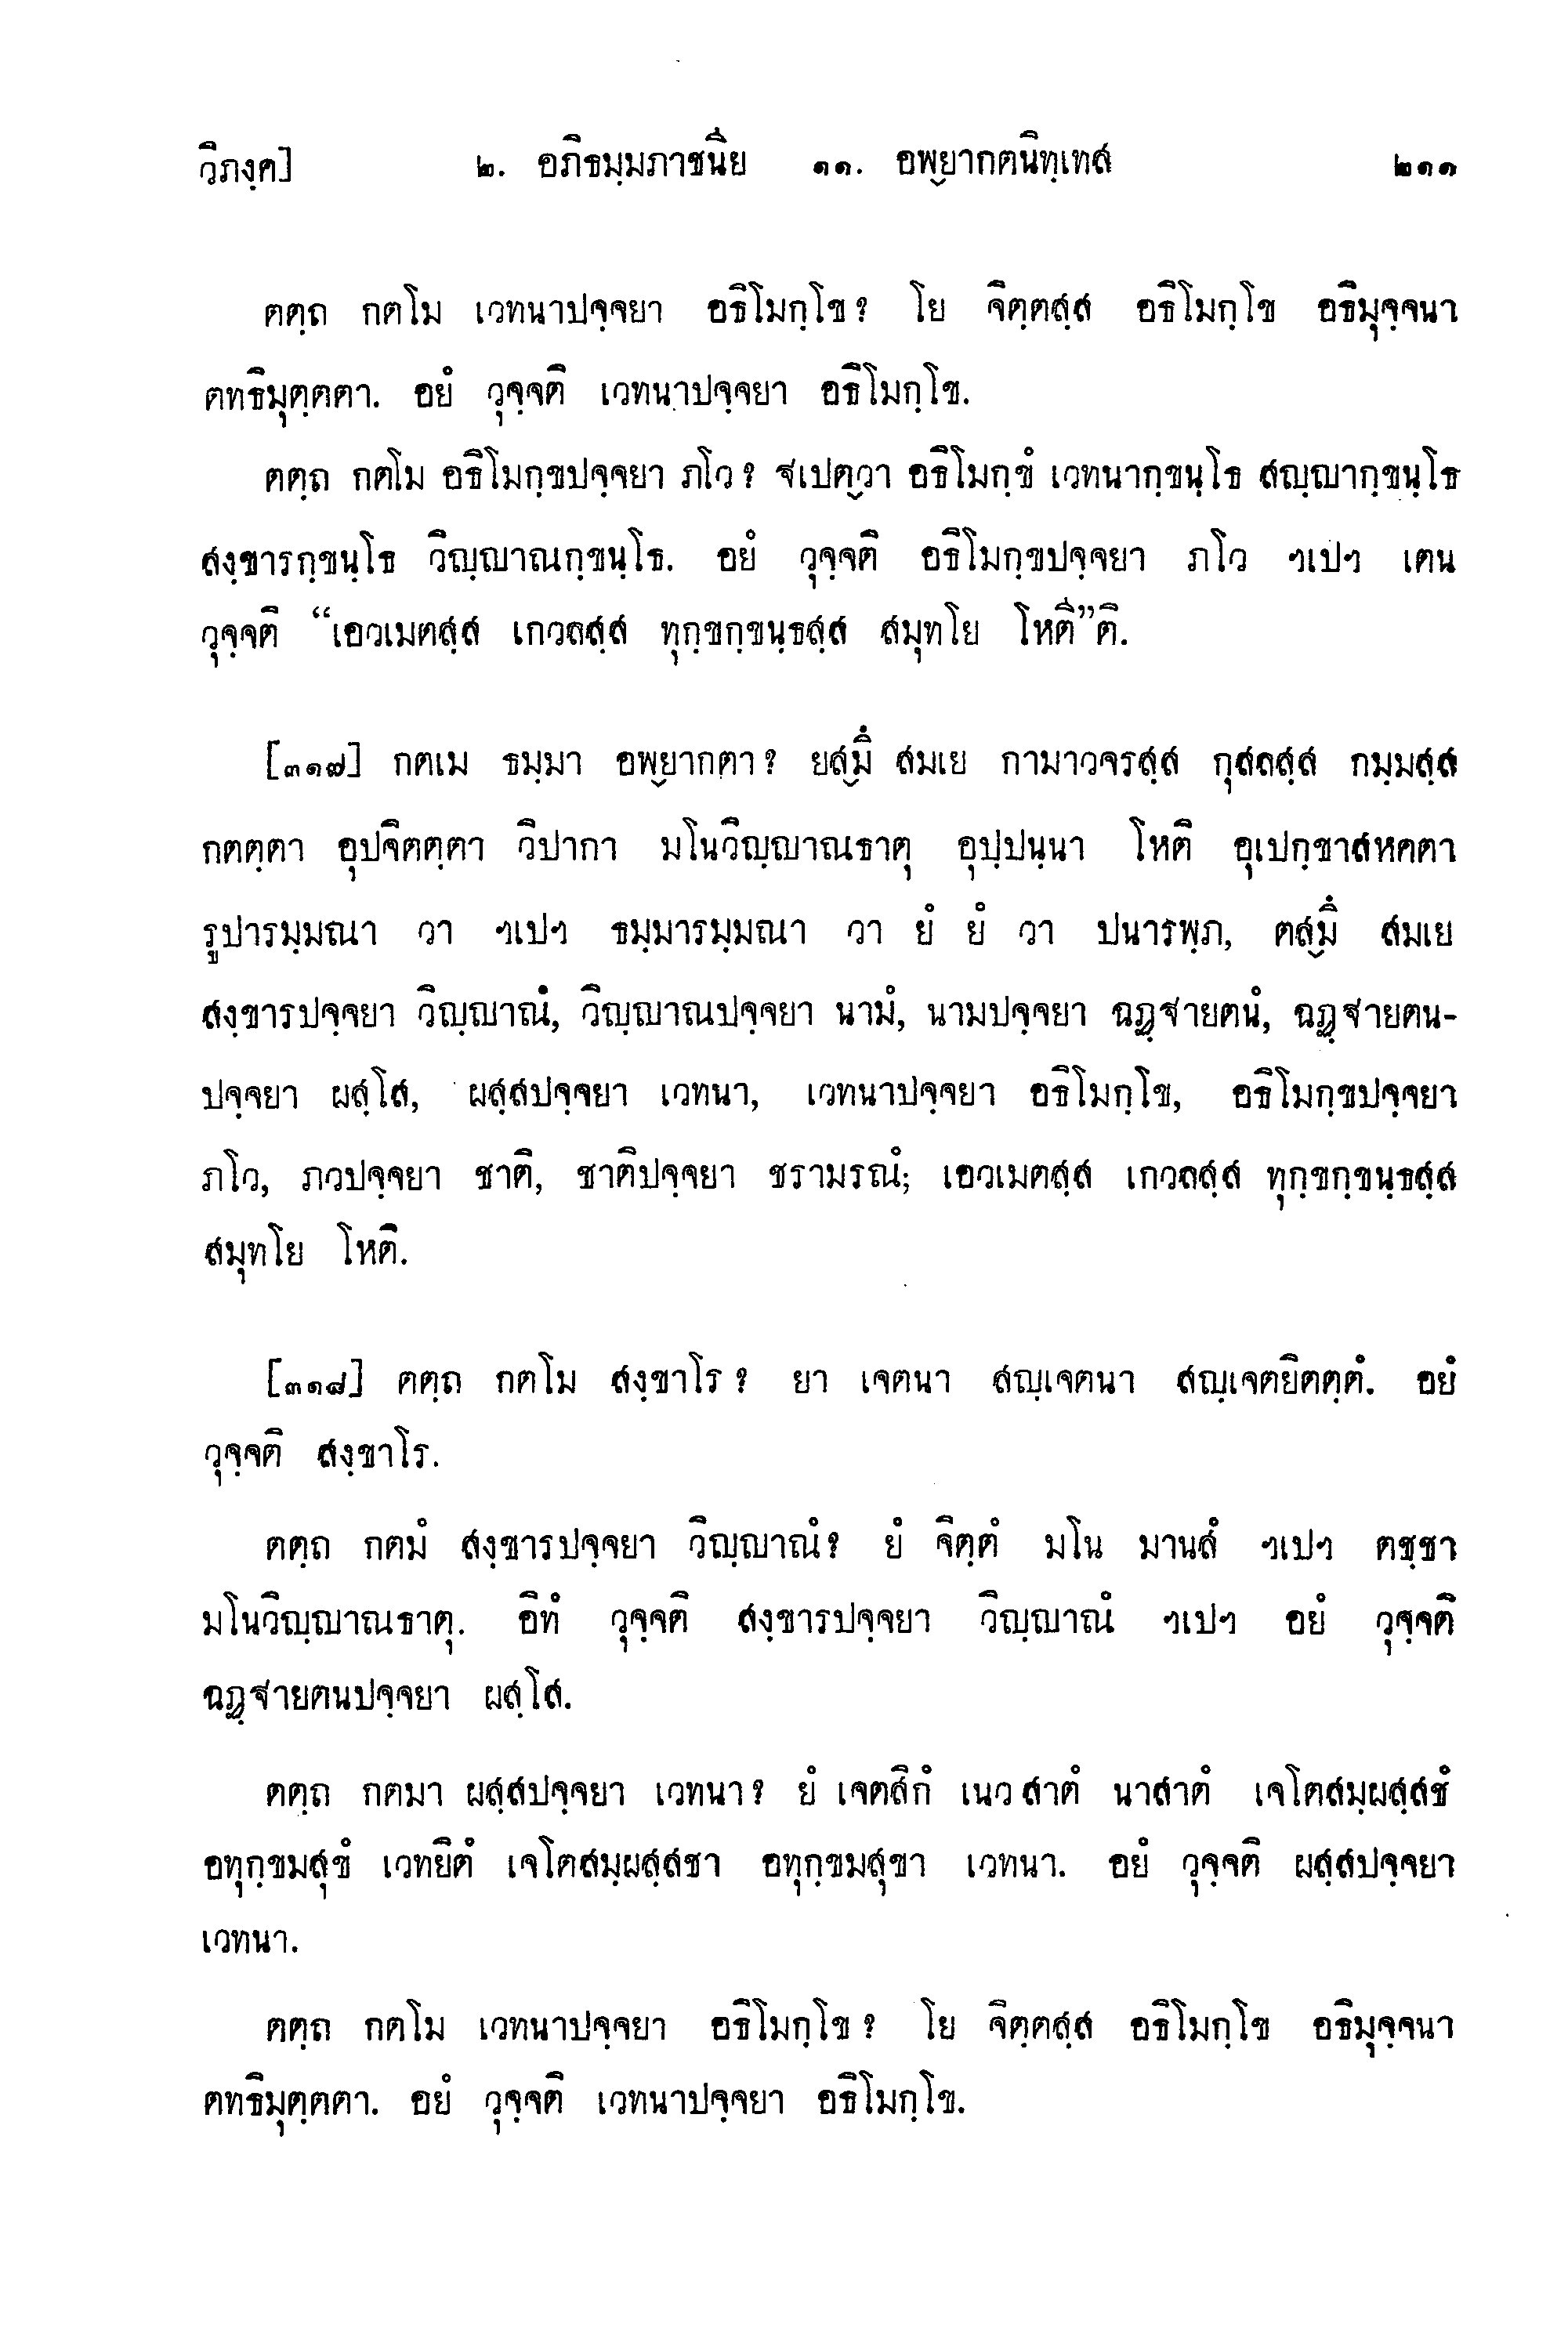 วิภงฺค] ๒. อภิธมฺมภาชนีย ๑๑. อพฺยากตนิทฺเทส ๒๑๑
ตตฺถ กตโม เวทนาปจฺจยา อธิโมกฺโข? โย จิตฺตสฺส อธิโมกฺโข อธิมุจฺจนา
ตทธิมุตฺตตา. อยํ วุจฺจติ เวทนาปจฺจยา อธิโมกฺโข.
ตตฺถ กตโม อธิโมกฺขปจฺจยา ภโว? ฐเปตฺวา อธิโมกฺขํ เวทนากฺขนฺโธ สญฺญากฺขนฺโธ
สงฺขารกฺขนฺโธ วิญฺญาณกฺขนฺโธ. อยํ วุจฺจติ อธิโมกฺขปจฺจยา ภโว ฯเปฯ เตน
วุจฺจติ “เอวเมตสฺส เกวลสฺส ทุกฺขกฺขนฺธสฺส สมุทโย โหตี”ติ.
[๓๑๗] กตเม ธมฺมา อพฺยากตา? ยสฺมึ สมเย กามาวจรสฺส กุสลสฺส กมฺมสฺส
กตตฺตา อุปจิตตฺตา วิปากา มโนวิญฺญาณธาตุ อุปฺปนฺนา โหติ อุเปกฺขาสหคตา
รูปารมฺมณา วา ฯเปฯ ธมฺมารมฺมณา วา ยํ ยํ วา ปนารพฺภ, ตสฺมึ สมเย
สงฺขารปจฺจยา วิญฺญาณํ, วิญฺญาณปจฺจยา นามํ, นามปจฺจยา ฉฏฺฐายตนํ, ฉฏฺฐายตน-
ปจฺจยา ผสฺโส, ผสฺสปจฺจยา เวทนา, เวทนาปจฺจยา อธิโมกฺโข, อธิโมกฺขปจฺจยา
ภโว, ภวปจฺจยา ชาติ, ชาติปจฺจยา ชรามรณํ; เอวเมตสฺส เกวลสฺส ทุกฺขกฺขนฺธสฺส
สมุทโย โหติ.
[๓๑๘] ตตฺถ กตโม สงฺขาโร? ยา เจตนา สญฺเจตนา สญฺเจตยิตตฺตํ. อยํ
วุจฺจติ สงฺขาโร.
ตตฺถ กตมํ สงฺขารปจฺจยา วิญฺญาณํ? ยํ จิตฺตํ มโน มานสํ ฯเปฯ ตชฺชา
มโนวิญฺญาณธาตุ. อิทํ วุจฺจติ สงฺขารปจฺจยา วิญฺญาณํ ฯเปฯ อยํ วุจฺจติ
ฉฏฺฐายตนปจฺจยา ผสฺโส.
ตตฺถ กตมา ผสฺสปจฺจยา เวทนา? ยํ เจตสิกํ เนว สาตํ นาสาตํ เจโตสมฺผสฺสชํ
อทุกฺขมสุขํ เวทยิตํ เจโตสมฺผสฺสชา อทุกฺขมสุขา เวทนา. อยํ วุจฺจติ ผสฺสปจฺจยา
เวทนา.
ตตฺถ กตโม เวทนาปจฺจยา อธิโมกฺโข? โย จิตฺตสฺส อธิโมกฺโข อธิมุจฺจนา
ตทธิมุตฺตตา. อยํ วุจฺจติ เวทนาปจฺจยา อธิโมกฺโข.